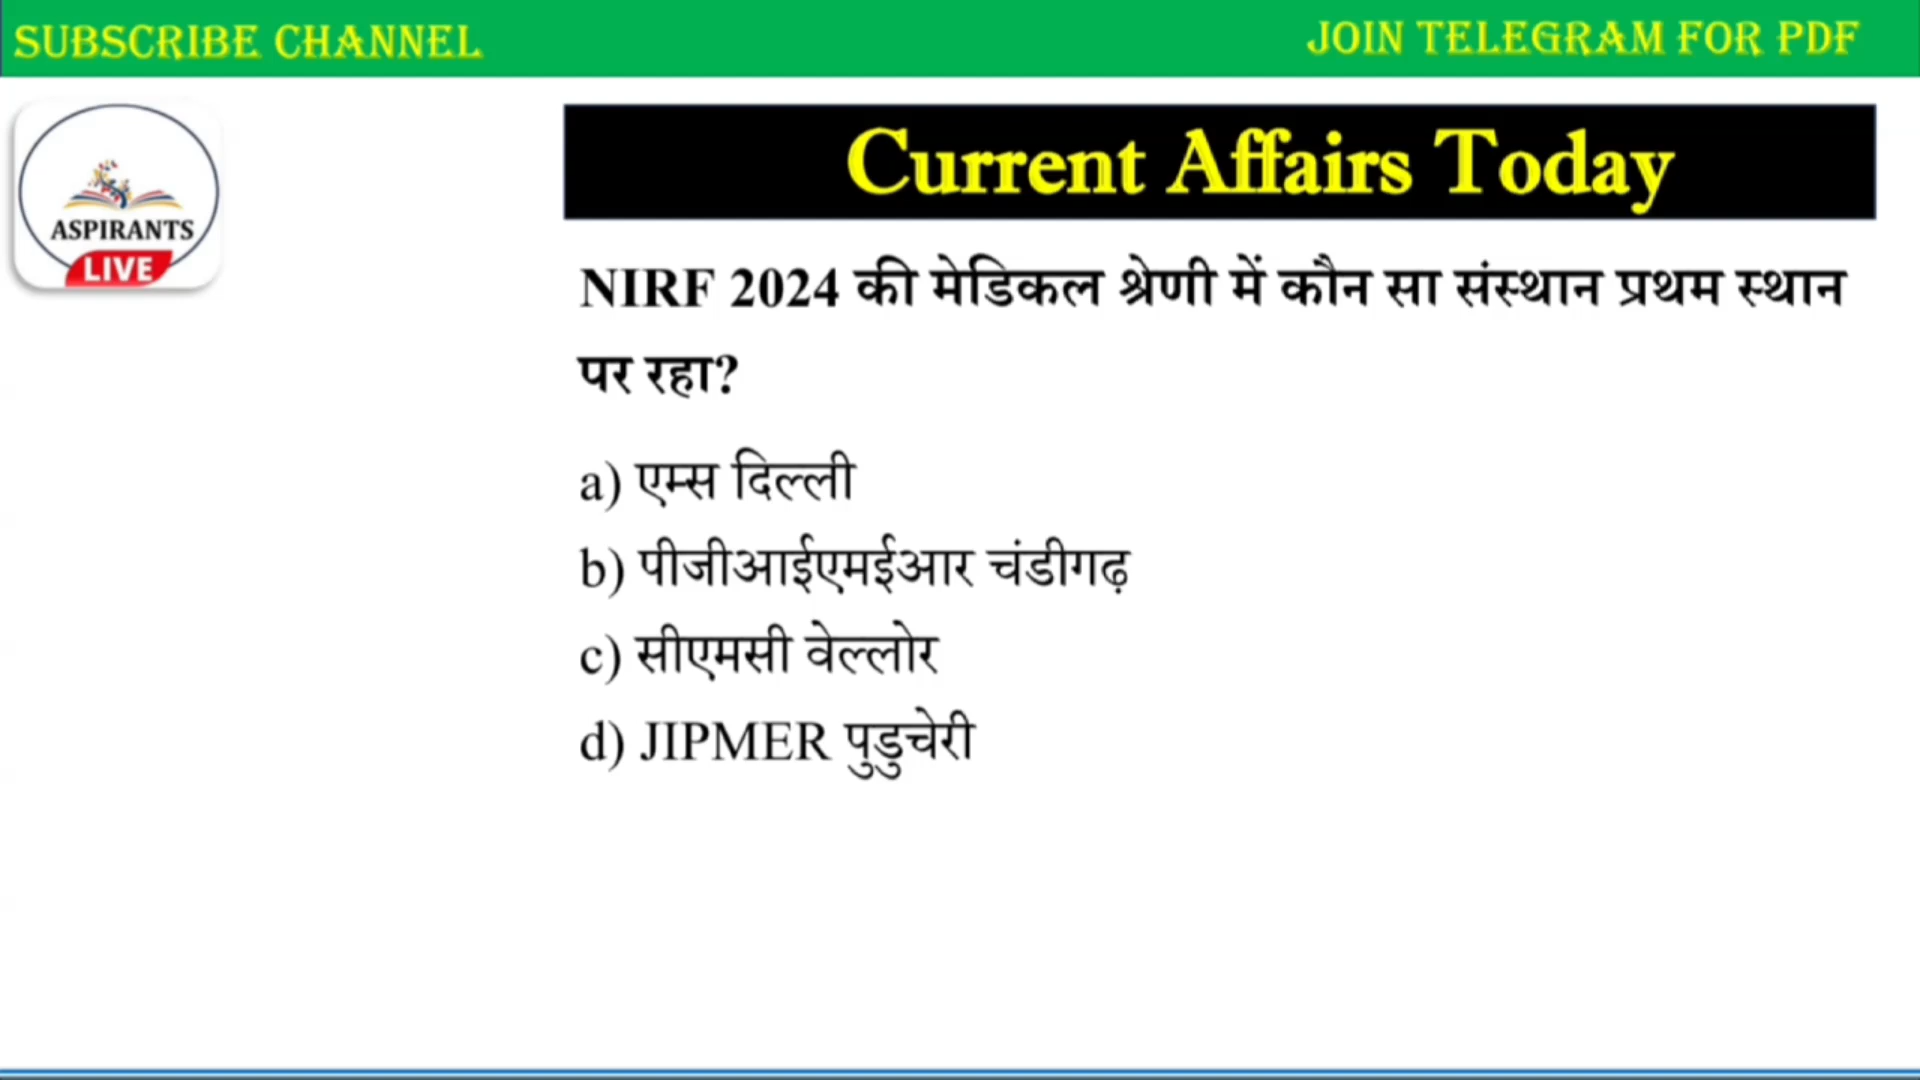 SUBSCRIBE CHANNEL
JOIN TELEGRAM FOR PDF
ASPIRANTS
LIVE
Current Affairs Today
NIRF 2024 की मेडिकल श्रेणी में कौन सा संस्थान प्रथम स्थान
पर रहा?
a) एम्स दिल्ली
b) पीजीआईएमईआर चंडीगढ़
c) सीएमसी वेल्लोर
d) JIPMER पुडुचेरी